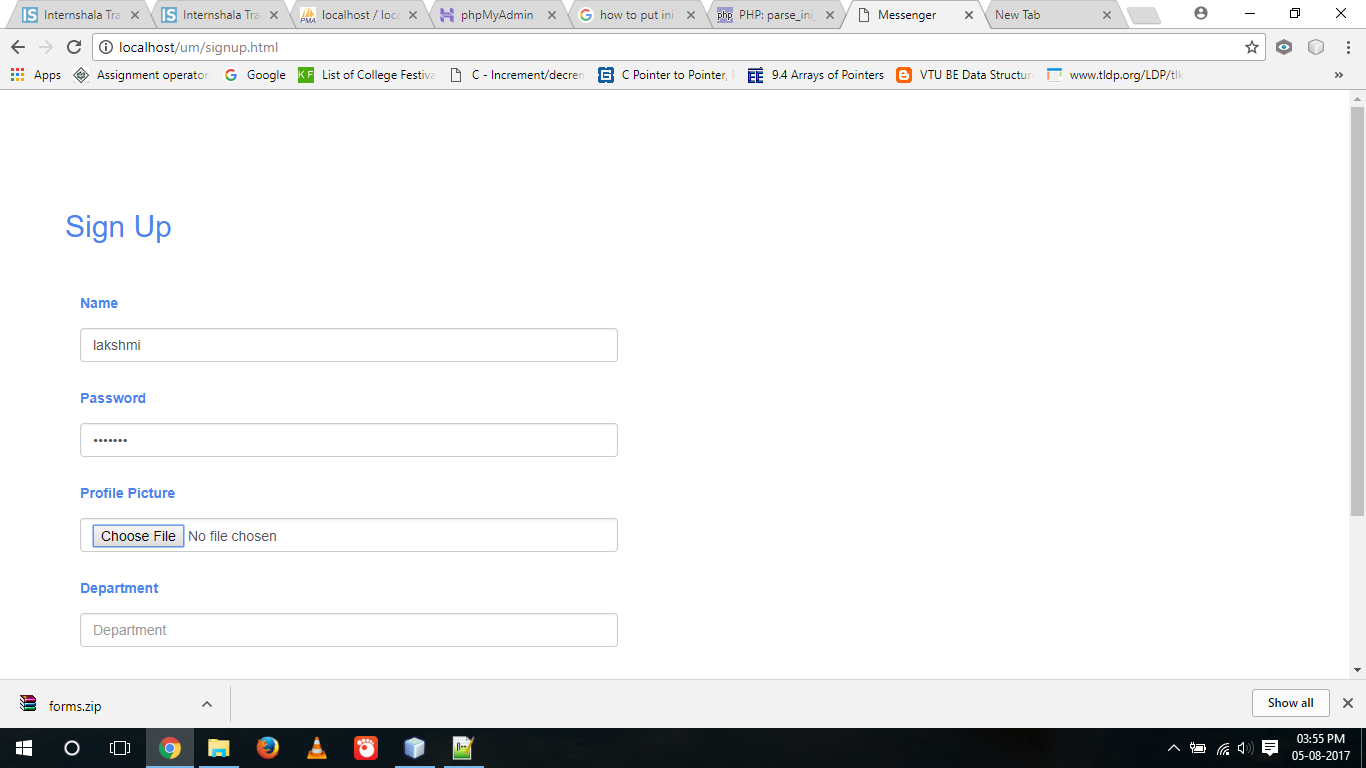 Internshala Tra
Internshala Tra
localhost / loca
phpMyAdmin
how to put ini
PHP: parse_ini_
Messenger
New Tab
localhost/um/signup.html
Apps
Assignment operator
Google
List of College Festiva
C - Increment/decren
C Pointer to Pointer,
9.4 Arrays of Pointers
VTU BE Data Structur
www.tldp.org/LDP/tlk
»
Sign Up
Name
lakshmi
Password
•••••••
Profile Picture
Choose File No file chosen
Department
Department
forms.zip
Show all
03:55 PM
05-08-2017